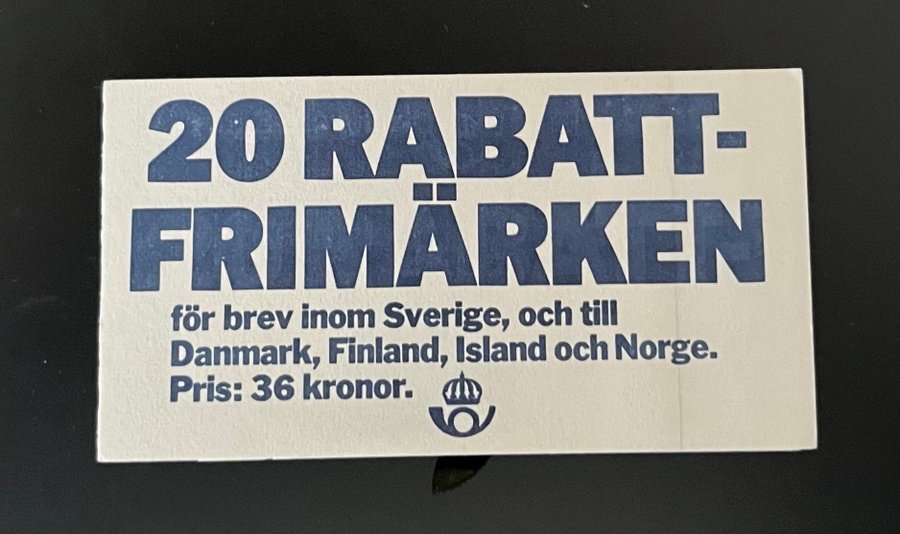 20 RABATT-
FRIMÄRKEN
för brev inom Sverige, och till
Danmark, Finland, Island och Norge.
Pris: 36 kronor.